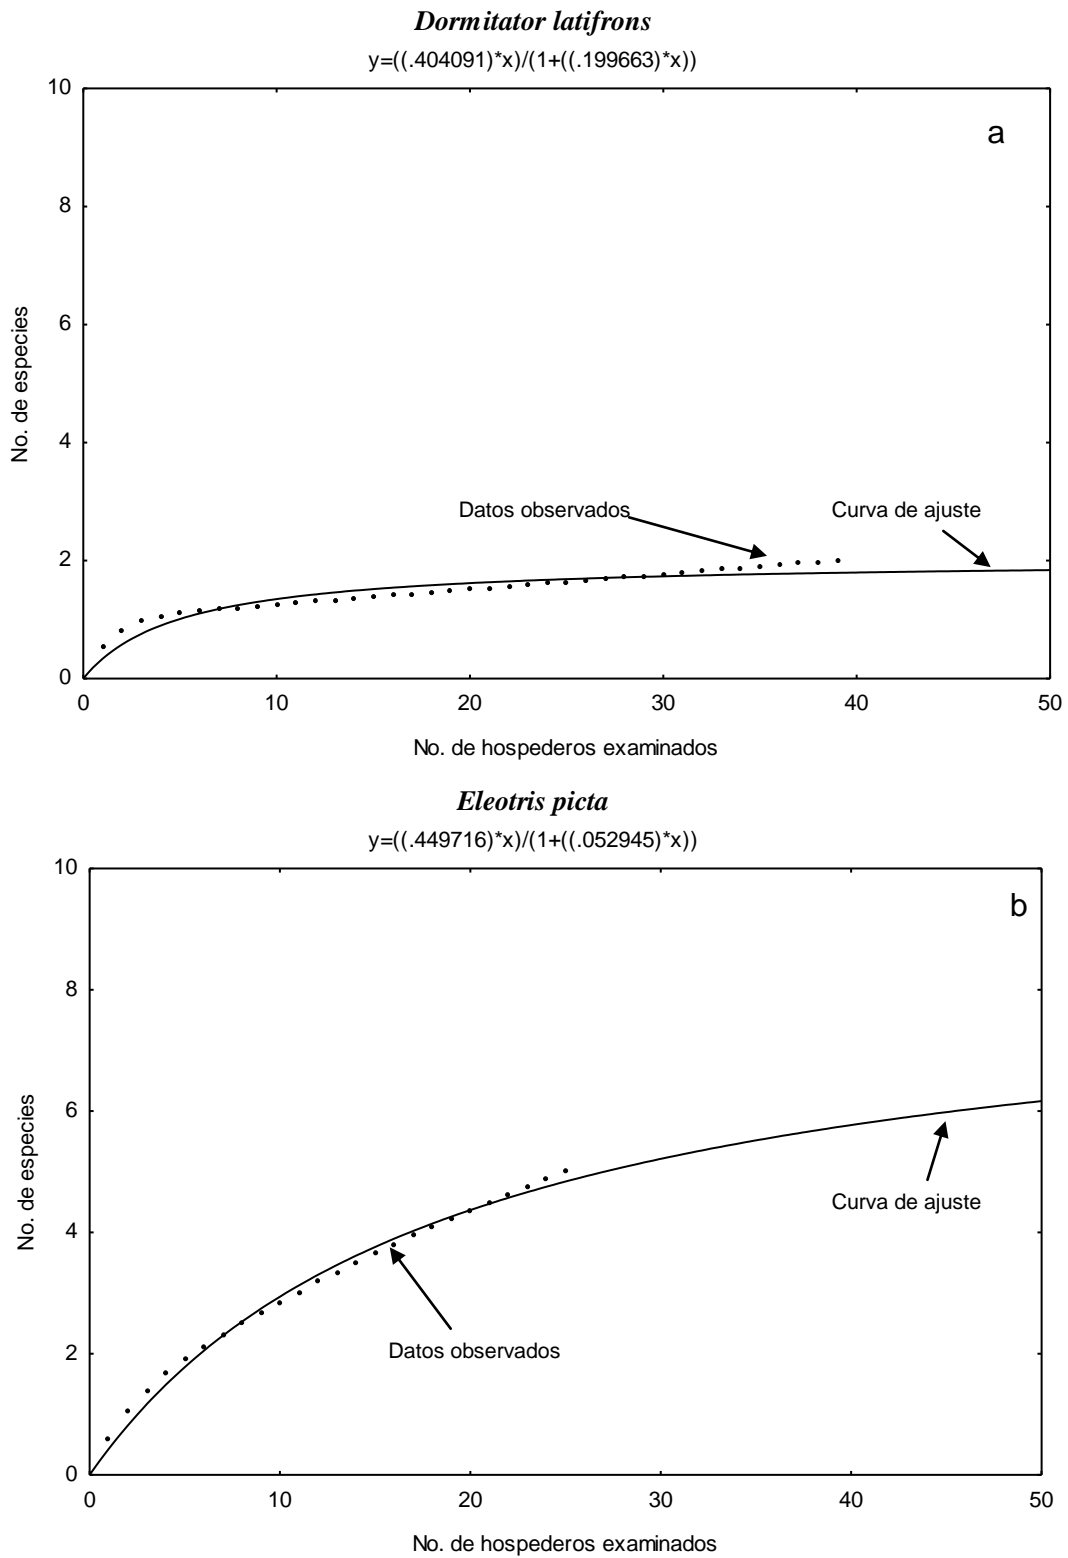 Dormitator latifrons
y=((.404091)*x)/(1+((.199663)*x))
10
a
8
6
No. de especies
4
Datos observados
Curva de ajuste
2
0
0 10 20 30 40 50
No. de hospederos examinados
Eleotris picta
y=((.449716)*x)/(1+((.052945)*x))
10
b
8
6
No. de especies
Curva de ajuste
4
Datos observados
2
0
0 10 20 30 40 50
No. de hospederos examinados